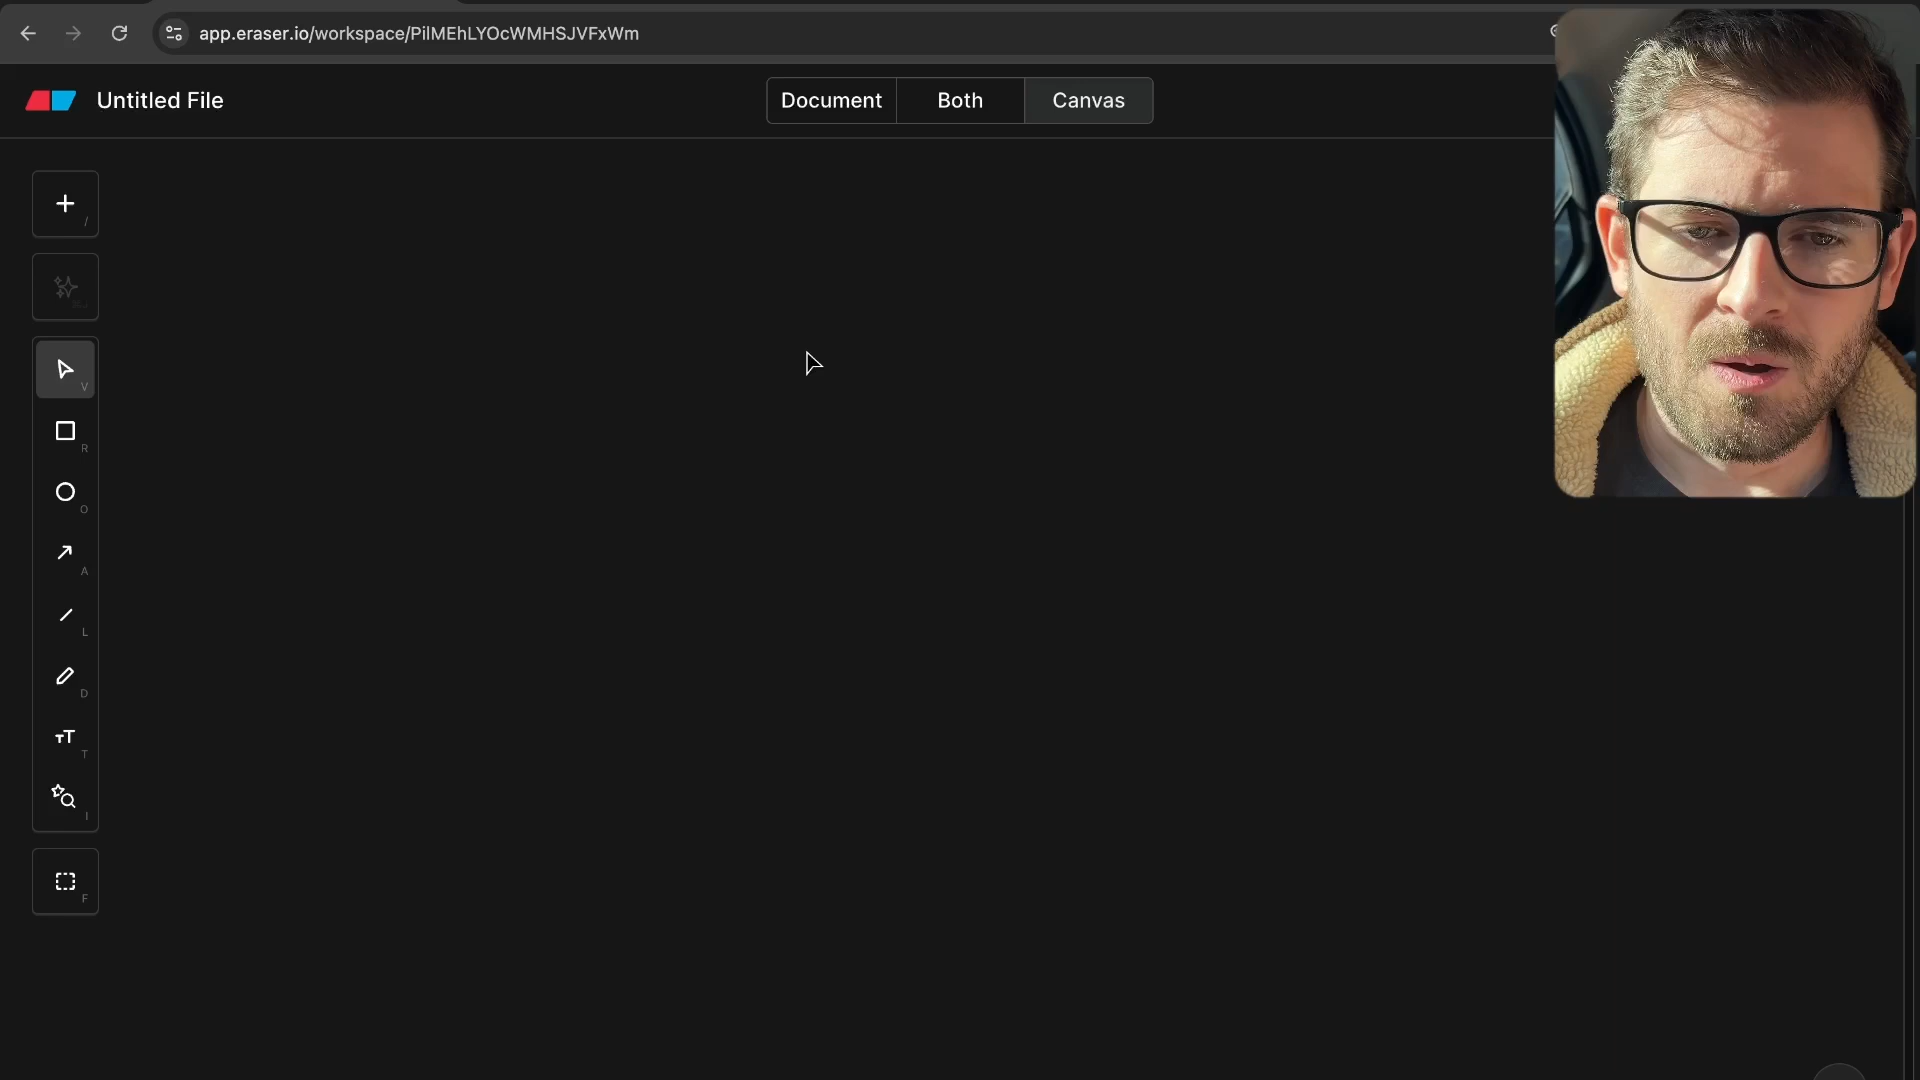 app.eraser.io/workspace/PilMEhLYOcWMHSJVFxWm
Untitled File
Document
Both
Canvas
/
V
R
O
A
L
D
T
I
F